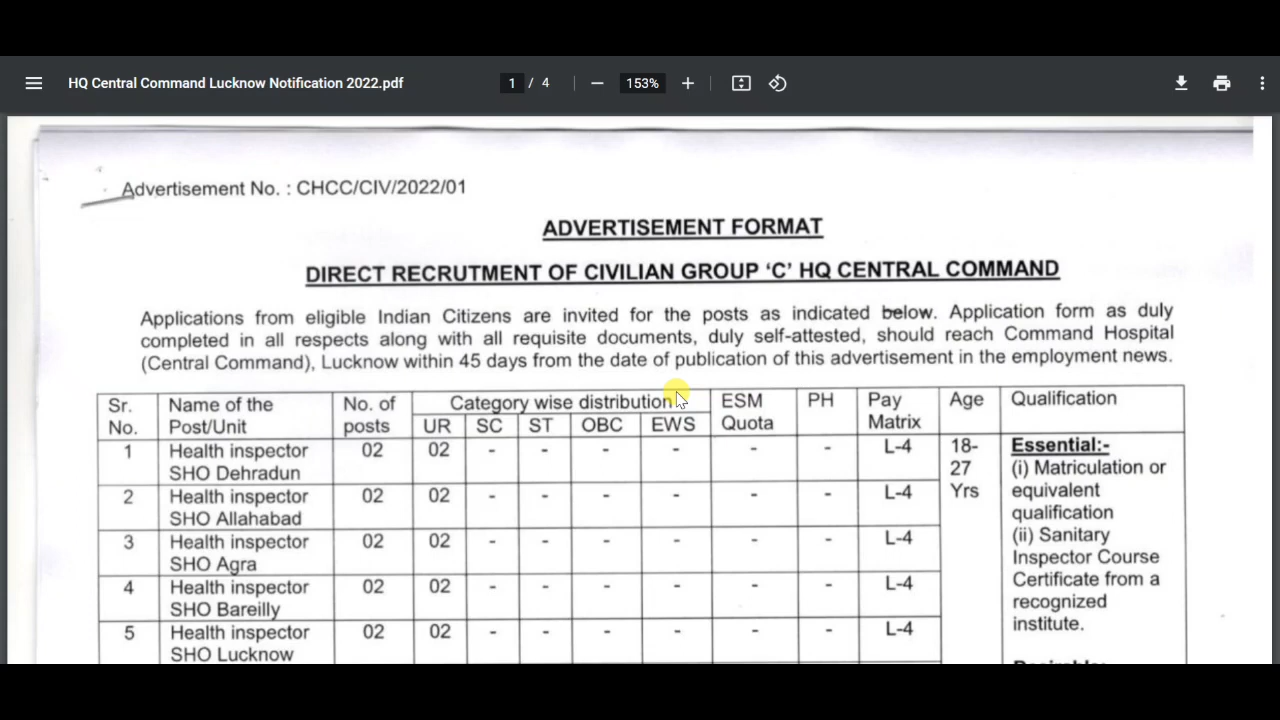 HQ Central Command Lucknow Notification 2022.pdf 1 / 4 153%
Advertisement No. : CHCC/CIV/2022/01
ADVERTISEMENT FORMAT
DIRECT RECRUTMENT OF CIVILIAN GROUP ‘C’ HQ CENTRAL COMMAND
Applications from eligible Indian Citizens are invited for the posts as indicated below. Application form as duly
completed in all respects along with all requisite documents, duly self-attested, should reach Command Hospital
(Central Command), Lucknow within 45 days from the date of publication of this advertisement in the employment news.
Sr. Name of the No. of Category wise distribution ESM PH Pay Age Qualification
No. Post/Unit posts UR SC ST OBC EWS Quota Matrix
1 Health inspector 02 02 - - - - - - L-4 18- Essential:-
SHO Dehradun 27 (i) Matriculation or
2 Health inspector 02 02 - - - - - - L-4 Yrs equivalent
SHO Allahabad qualification
3 Health inspector 02 02 - - - - - - L-4 (ii) Sanitary
SHO Agra Inspector Course
4 Health inspector 02 02 - - - - - - L-4 Certificate from a
SHO Bareilly recognized
5 Health inspector 02 02 - - - - - - L-4 institute.
SHO Lucknow